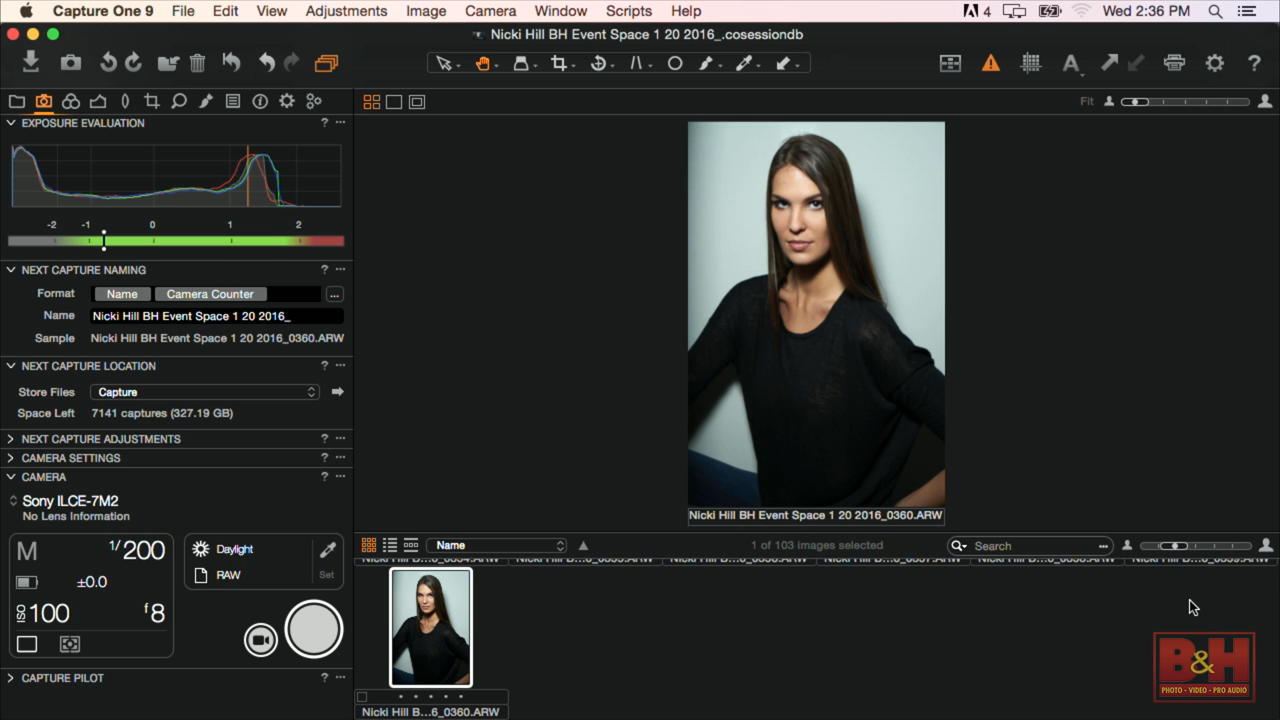 Capture One 9 File Edit View Adjustments Image Camera Window Scripts Help 4 Wed 2:36 PM
Nicki Hill BH Event Space 1 20 2016_.cosessiondb
A ?
Fit
EXPOSURE EVALUATION ? ...
-2 -1 0 1 2
NEXT CAPTURE NAMING ? ...
Format Name Camera Counter ...
Name Nicki Hill BH Event Space 1 20 2016_
Sample Nicki Hill BH Event Space 1 20 2016_0360.ARW
NEXT CAPTURE LOCATION ? ...
Store Files Capture
Space Left 7141 captures (327.19 GB)
NEXT CAPTURE ADJUSTMENTS ? ...
CAMERA SETTINGS ? ...
CAMERA ? ...
Sony ILCE-7M2
No Lens Information
M 1/200
±0.0
ISO 100 f8
Daylight
RAW Set
CAPTURE PILOT ? ...
Nicki Hill BH Event Space 1 20 2016_0360.ARW
Name 1 of 103 images selected Search ...
Nicki Hill B...6_0360.ARW
B&H
PHOTO - VIDEO - PRO AUDIO